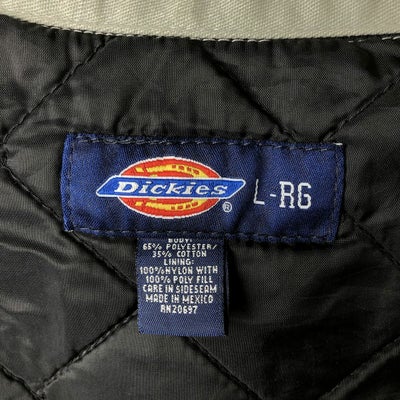 Dickies ® L-RG
BODY:
65% POLYESTER/
35% COTTON
LINING:
100% NYLON WITH
100% POLY FILL
CARE IN SIDESEAM
MADE IN MEXICO
RN20697